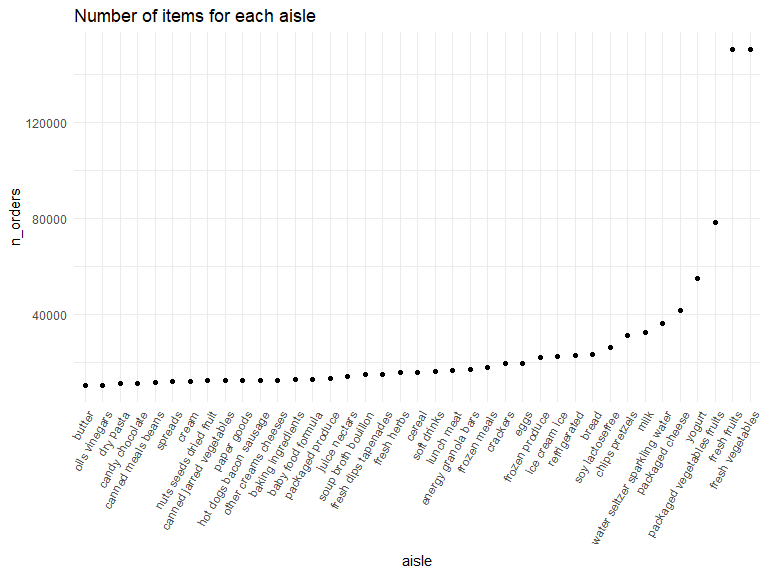 Number of items for each aisle
n_orders
120000
80000
40000
butter
oils vinegars
dry pasta
candy chocolate
canned meals beans
spreads
cream
nuts seeds dried fruit
canned jarred vegetables
paper goods
hot dogs bacon sausage
other creams cheeses
baking ingredients
baby food formula
packaged produce
juice nectars
soup broth bouillon
fresh dips tapenades
fresh herbs
cereal
soft drinks
lunch meat
energy granola bars
frozen meals
crackers
eggs
frozen produce
ice cream ice
refrigerated
bread
soy lactosefree
chips pretzels
milk
water seltzer sparkling water
packaged cheese
yogurt
packaged vegetables fruits
fresh fruits
fresh vegetables
aisle